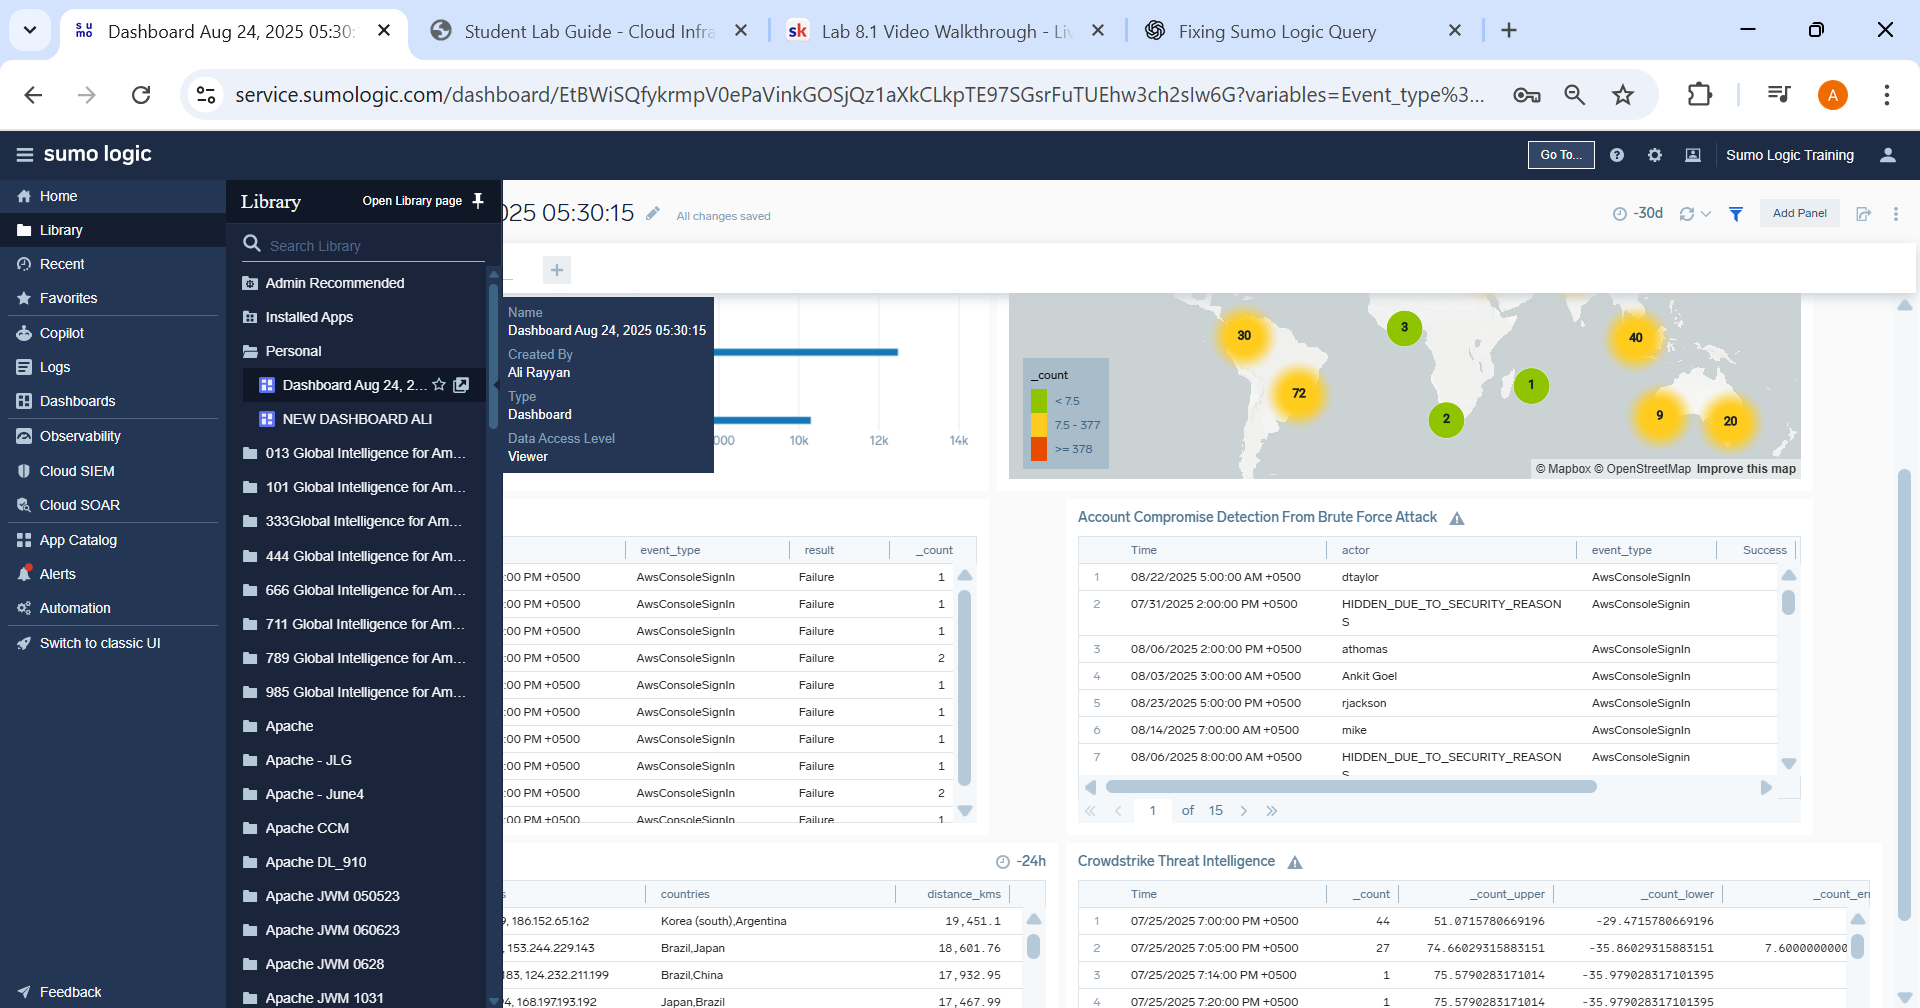 Dashboard Aug 24, 2025 05:30:
Student Lab Guide - Cloud Infra
Lab 8.1 Video Walkthrough - Liv
Fixing Sumo Logic Query
service.sumologic.com/dashboard/EtBWiSQfykrmpV0ePaVinkGOSjQz1aXkCLkpTE97SGsrFuTUEhw3ch2sIw6G?variables=Event_type%3...
A
sumo logic
Go To...
Sumo Logic Training
Home
Library
Recent
Favorites
Copilot
Logs
Dashboards
Observability
Cloud SIEM
Cloud SOAR
App Catalog
Alerts
Automation
Switch to classic UI
Feedback
Library
Open Library page
Search Library
Admin Recommended
Installed Apps
Personal
Dashboard Aug 24, 2...
NEW DASHBOARD ALI
013 Global Intelligence for Am...
101 Global Intelligence for Am...
333Global Intelligence for Am...
444 Global Intelligence for Am...
666 Global Intelligence for Am...
711 Global Intelligence for Am...
789 Global Intelligence for Am...
985 Global Intelligence for Am...
Apache
Apache - JLG
Apache - June4
Apache CCM
Apache DL_910
Apache JWM 050523
Apache JWM 060623
Apache JWM 0628
Apache JWM 1031
025 05:30:15
All changes saved
-30d
Add Panel
Name
Dashboard Aug 24, 2025 05:30:15
Created By
Ali Rayyan
Type
Dashboard
Data Access Level
Viewer
000 10k 12k 14k
_count
< 7.5
7.5 - 377
>= 378
30
72
3
2
1
40
9
20
© Mapbox © OpenStreetMap Improve this map
event_type result _count
:00 PM +0500 AwsConsoleSignIn Failure 1
:00 PM +0500 AwsConsoleSignIn Failure 1
:00 PM +0500 AwsConsoleSignIn Failure 1
:00 PM +0500 AwsConsoleSignIn Failure 2
:00 PM +0500 AwsConsoleSignIn Failure 1
:00 PM +0500 AwsConsoleSignIn Failure 1
:00 PM +0500 AwsConsoleSignIn Failure 1
:00 PM +0500 AwsConsoleSignIn Failure 1
:00 PM +0500 AwsConsoleSignIn Failure 2
:00 PM +0500 AwsConsoleSignIn Failure 1
Account Compromise Detection From Brute Force Attack
Time actor event_type Success
1 08/22/2025 5:00:00 AM +0500 dtaylor AwsConsoleSignIn
2 07/31/2025 2:00:00 PM +0500 HIDDEN_DUE_TO_SECURITY_REASON AwsConsoleSignin
S
3 08/06/2025 2:00:00 PM +0500 athomas AwsConsoleSignIn
4 08/03/2025 3:00:00 AM +0500 Ankit Goel AwsConsoleSignIn
5 08/23/2025 5:00:00 PM +0500 rjackson AwsConsoleSignIn
6 08/14/2025 7:00:00 AM +0500 mike AwsConsoleSignIn
7 08/06/2025 8:00:00 AM +0500 HIDDEN_DUE_TO_SECURITY_REASON AwsConsoleSignin
S
1 of 15
-24h
s countries distance_kms
9, 186.152.65.162 Korea (south),Argentina 19,451.1
, 153.244.229.143 Brazil,Japan 18,601.76
183, 124.232.211.199 Brazil,China 17,932.95
4, 168.197.193.192 Japan,Brazil 17,467.99
Crowdstrike Threat Intelligence
Time _count _count_upper _count_lower _count_err
1 07/25/2025 7:00:00 PM +0500 44 51.0715780669196 -29.4715780669196
2 07/25/2025 7:05:00 PM +0500 27 74.66029315883151 -35.86029315883151 7.6000000000
3 07/25/2025 7:14:00 PM +0500 1 75.5790283171014 -35.979028317101395
4 07/25/2025 7:20:00 PM +0500 1 75.5790283171014 -35.979028317101395